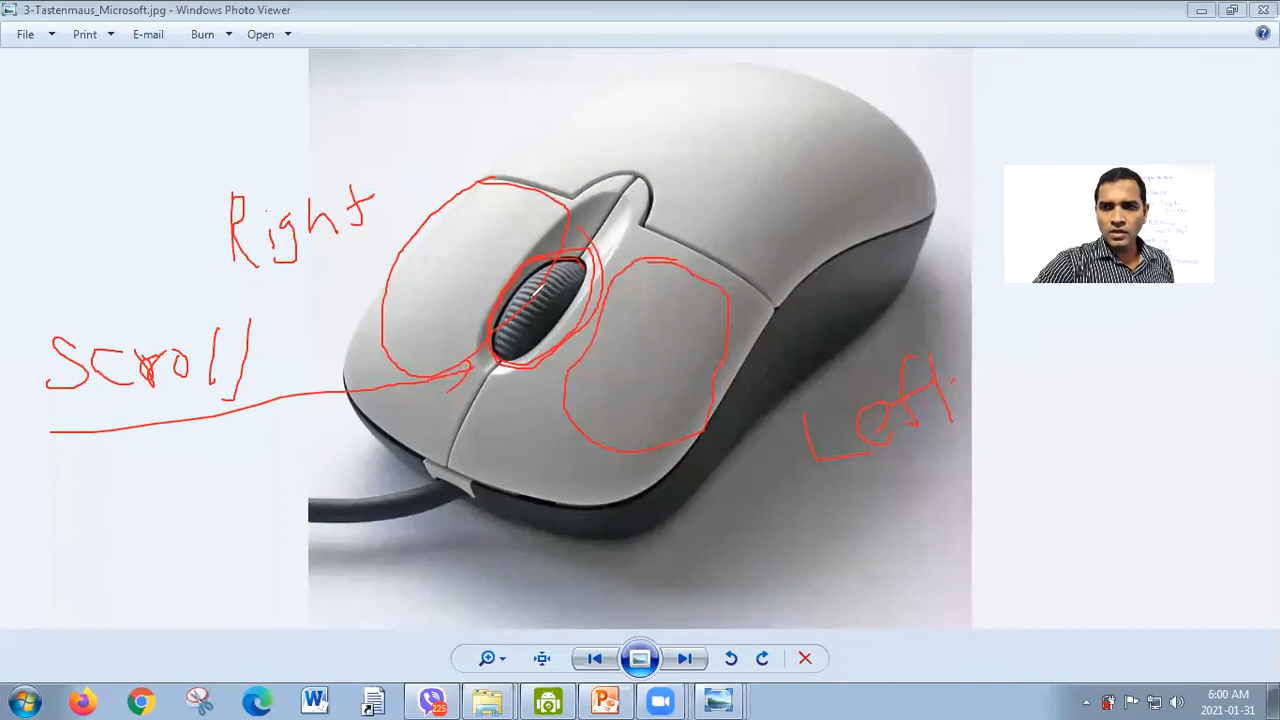 3-Tastenmaus_Microsoft.jpg - Windows Photo Viewer
File Print E-mail Burn Open
Right
Scroll
Left
225
6:00 AM
2021-01-31